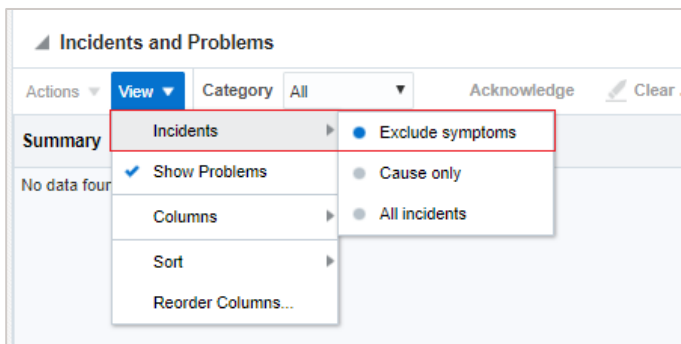 Incidents and Problems
Actions View Category All Acknowledge Clear
Incidents Exclude symptoms
Summary
Show Problems Cause only
No data four
Columns All incidents
Sort
Reorder Columns...